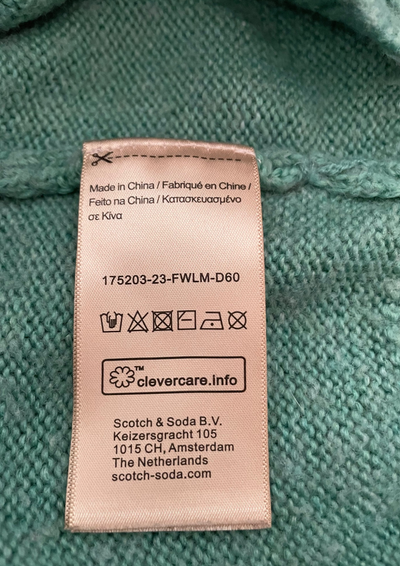 Made in China / Fabriqué en Chine /
Feito na China / Κατασκευασμένο
σε Κίνα
175203-23-FWLM-D60
™
clevercare.info
Scotch & Soda B.V.
Keizersgracht 105
1015 CH, Amsterdam
The Netherlands
scotch-soda.com